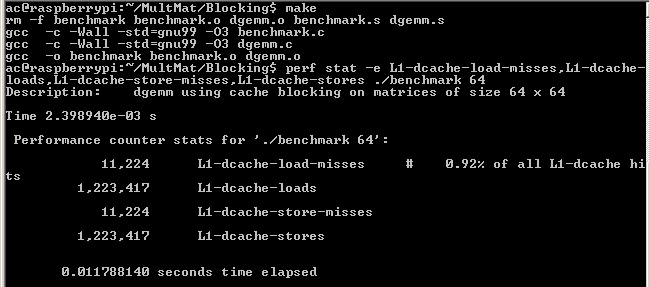 ac@raspberrypi:~/MultMat/Blocking$ make
rm -f benchmark benchmark.o dgemm.o benchmark.s dgemm.s
gcc  -c -Wall -std=gnu99 -O3 benchmark.c
gcc  -c -Wall -std=gnu99 -O3 dgemm.c
gcc  -o benchmark benchmark.o dgemm.o
ac@raspberrypi:~/MultMat/Blocking$ perf stat -e L1-dcache-load-misses,L1-dcache-
loads,L1-dcache-store-misses,L1-dcache-stores ./benchmark 64
Description:    dgemm using cache blocking on matrices of size 64 x 64
Time 2.398940e-03 s
 Performance counter stats for './benchmark 64':
            11,224      L1-dcache-load-misses     #    0.92% of all L1-dcache hi
ts
         1,223,417      L1-dcache-loads
            11,224      L1-dcache-store-misses
         1,223,417      L1-dcache-stores
       0.011788140 seconds time elapsed